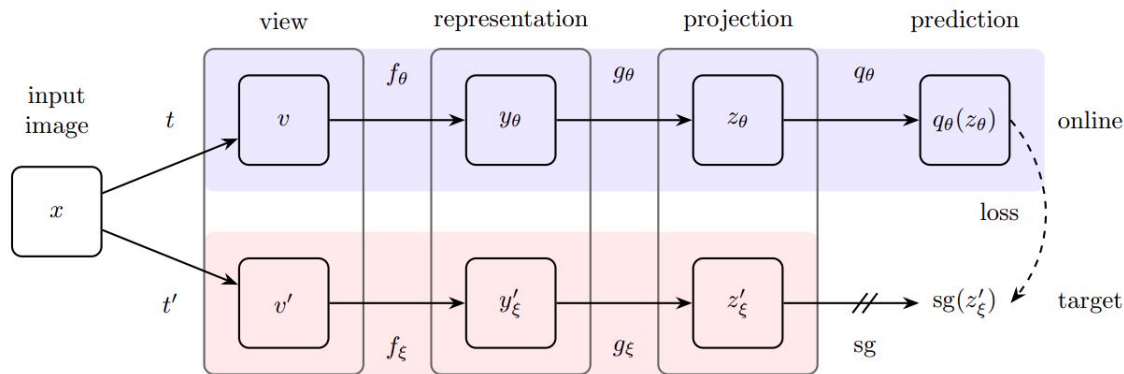 view
representation
projection
prediction
input
image
t
f_θ
g_θ
q_θ
v
y_θ
z_θ
q_θ(z_θ)
online
x
loss
t′
v′
y′_ξ
z′_ξ
sg(z′_ξ)
target
f_ξ
g_ξ
sg